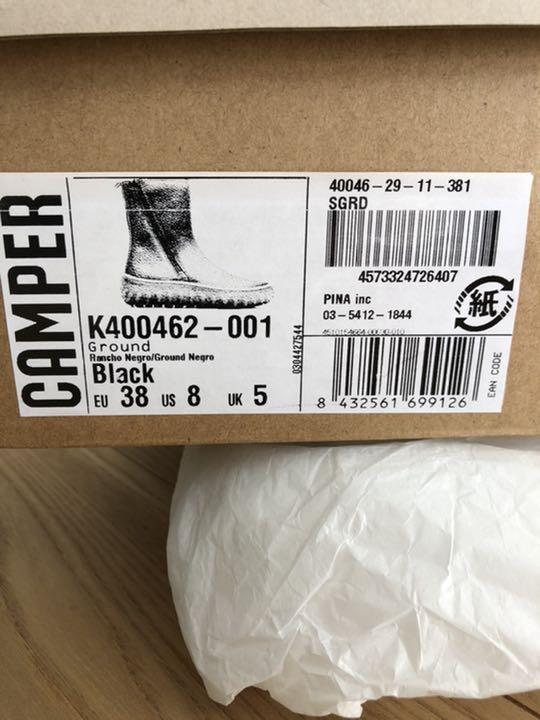 CAMPER
K400462-001
Ground
Rancho Negro/Ground Negro
Black
EU 38 US 8 UK 5
0304427544
40046-29-11-381
SGRD
4573324726407
PINA inc
03-5412-1844
紙
8 432561 699126
EAN CODE